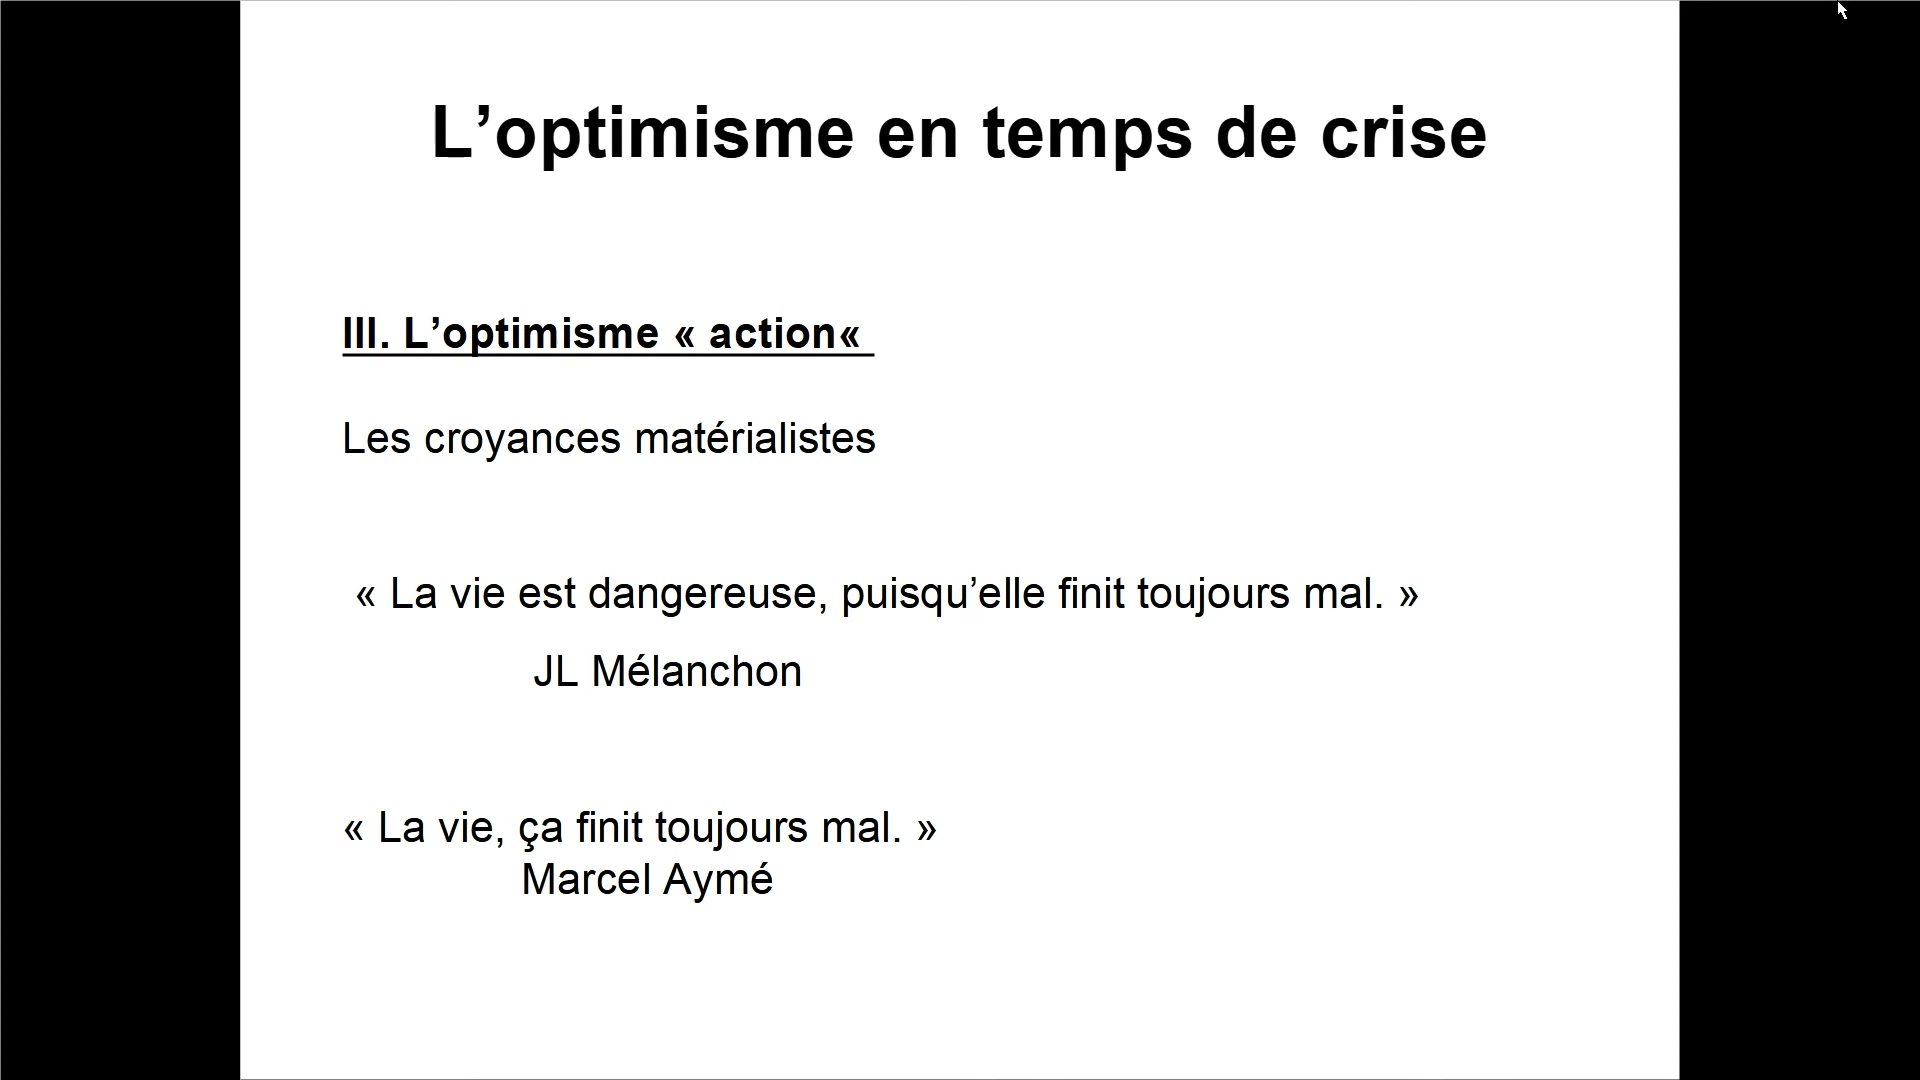 L’optimisme en temps de crise
III. L’optimisme « action«
Les croyances matérialistes
« La vie est dangereuse, puisqu’elle finit toujours mal. »
JL Mélanchon
« La vie, ça finit toujours mal. »
Marcel Aymé